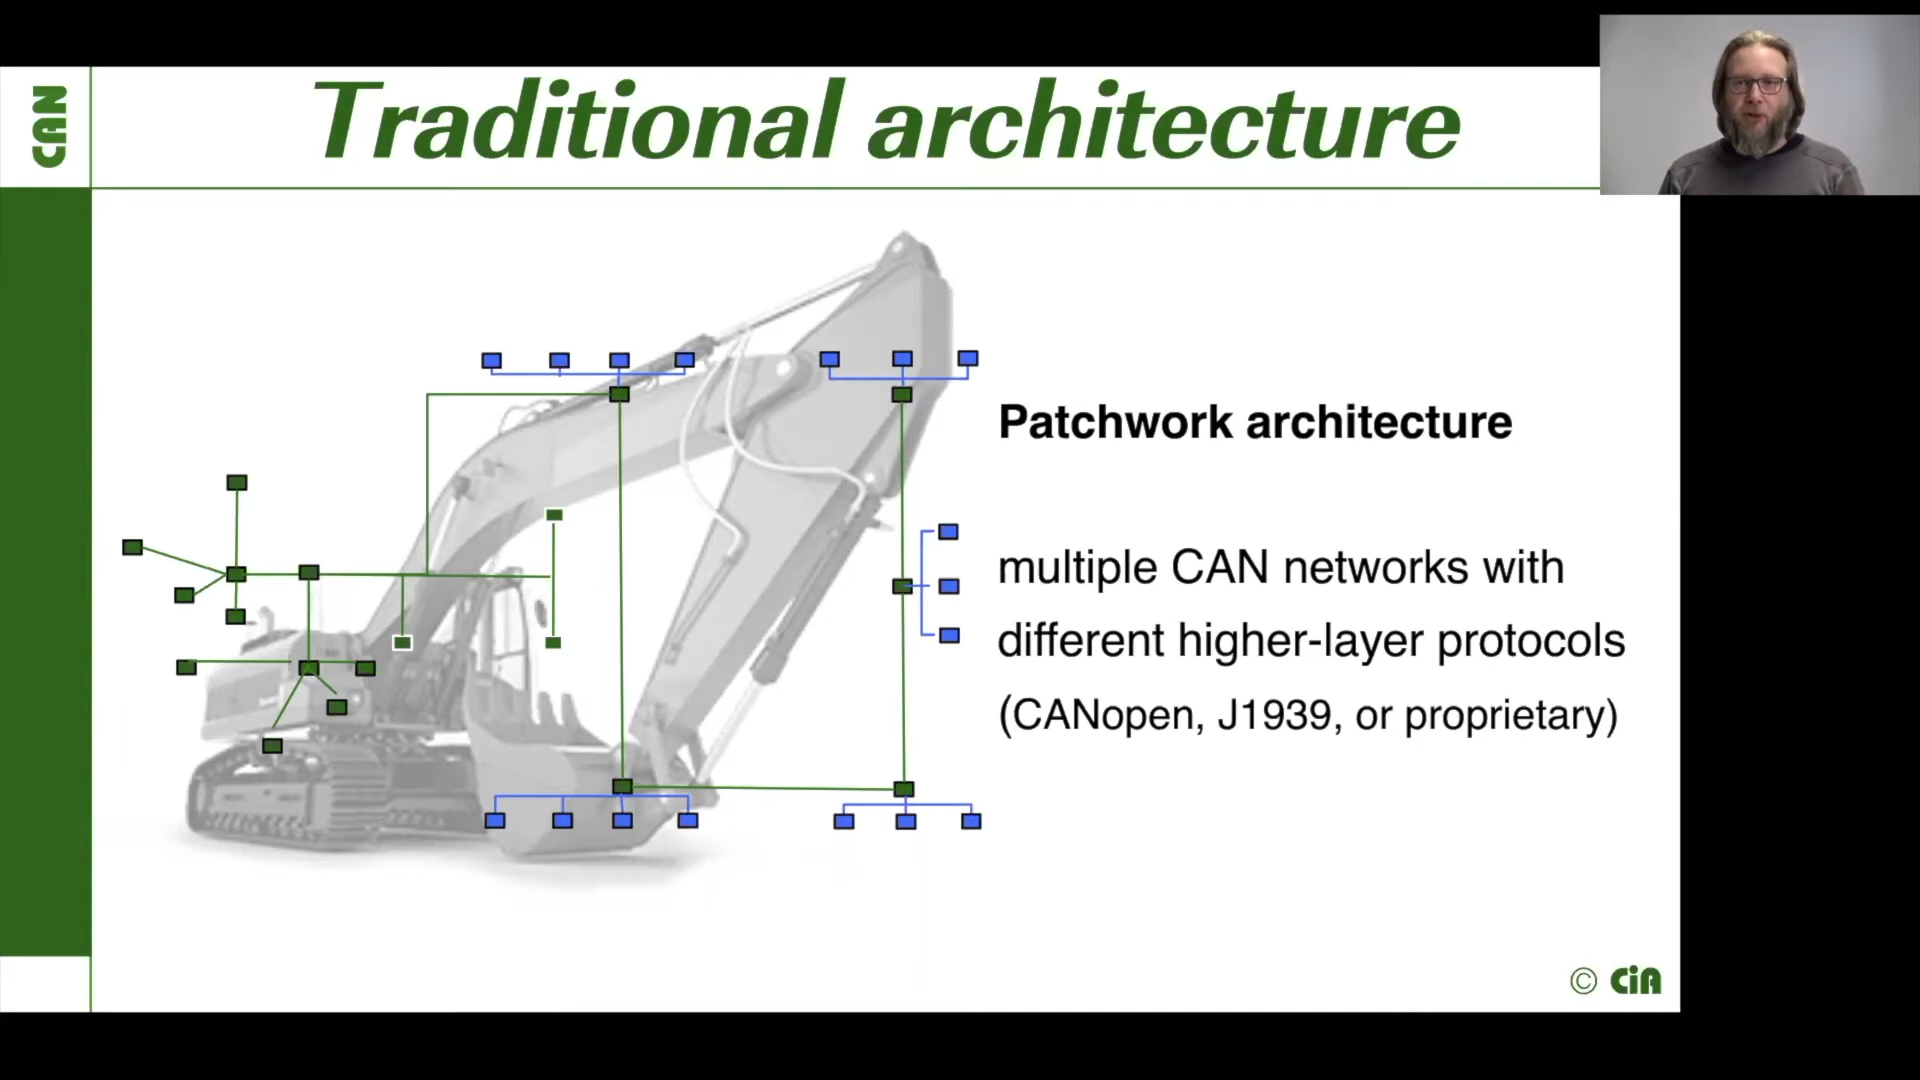 CAN
Traditional architecture
Patchwork architecture
multiple CAN networks with
different higher-layer protocols
(CANopen, J1939, or proprietary)
© CiA